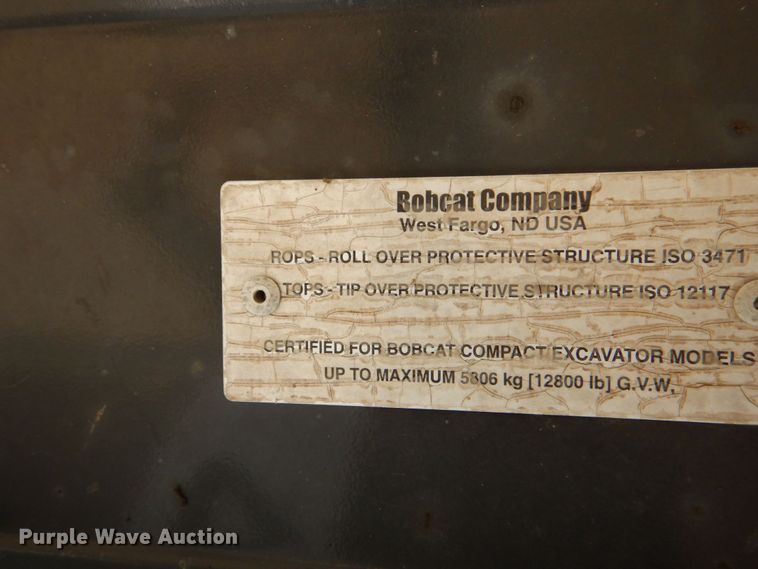 Bobcat Company
West Fargo, ND USA
ROPS - ROLL OVER PROTECTIVE STRUCTURE ISO 3471
TOPS - TIP OVER PROTECTIVE STRUCTURE ISO 12117
CERTIFIED FOR BOBCAT COMPACT EXCAVATOR MODELS
UP TO MAXIMUM 5806 kg [12800 lb] G.V.W.
Purple Wave Auction